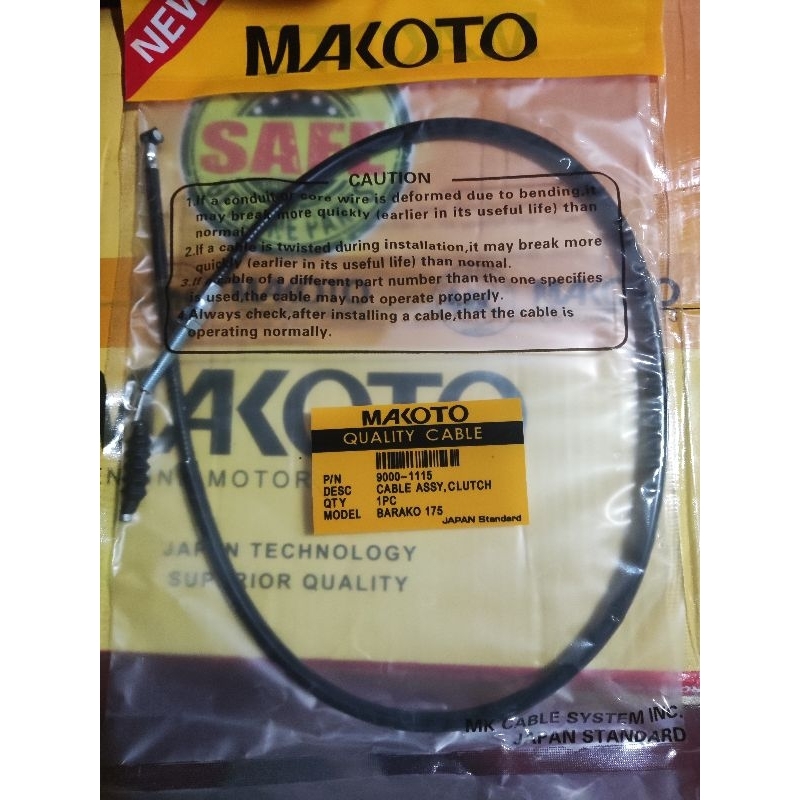 NEW
MAKOTO
SAFE
CAUTION
1.If a conduit or core wire is deformed due to bending,it
may break more quickly (earlier in its useful life) than
normal.
2.If a cable is twisted during installation,it may break more
quickly (earlier in its useful life) than normal.
3.If a cable of a different part number than the one specifies
is used,the cable may not operate properly.
4.Always check,after installing a cable,that the cable is
operating normally.
MAKOTO
MAKOTO
MAKOTO
QUALITY CABLE
P/N 9000-1115
DESC CABLE ASSY,CLUTCH
QTY 1PC
MODEL BARAKO 175
JAPAN Standard
MOTOR
JAPAN TECHNOLOGY
SUPERIOR QUALITY
MK CABLE SYSTEM INC.
JAPAN STANDARD